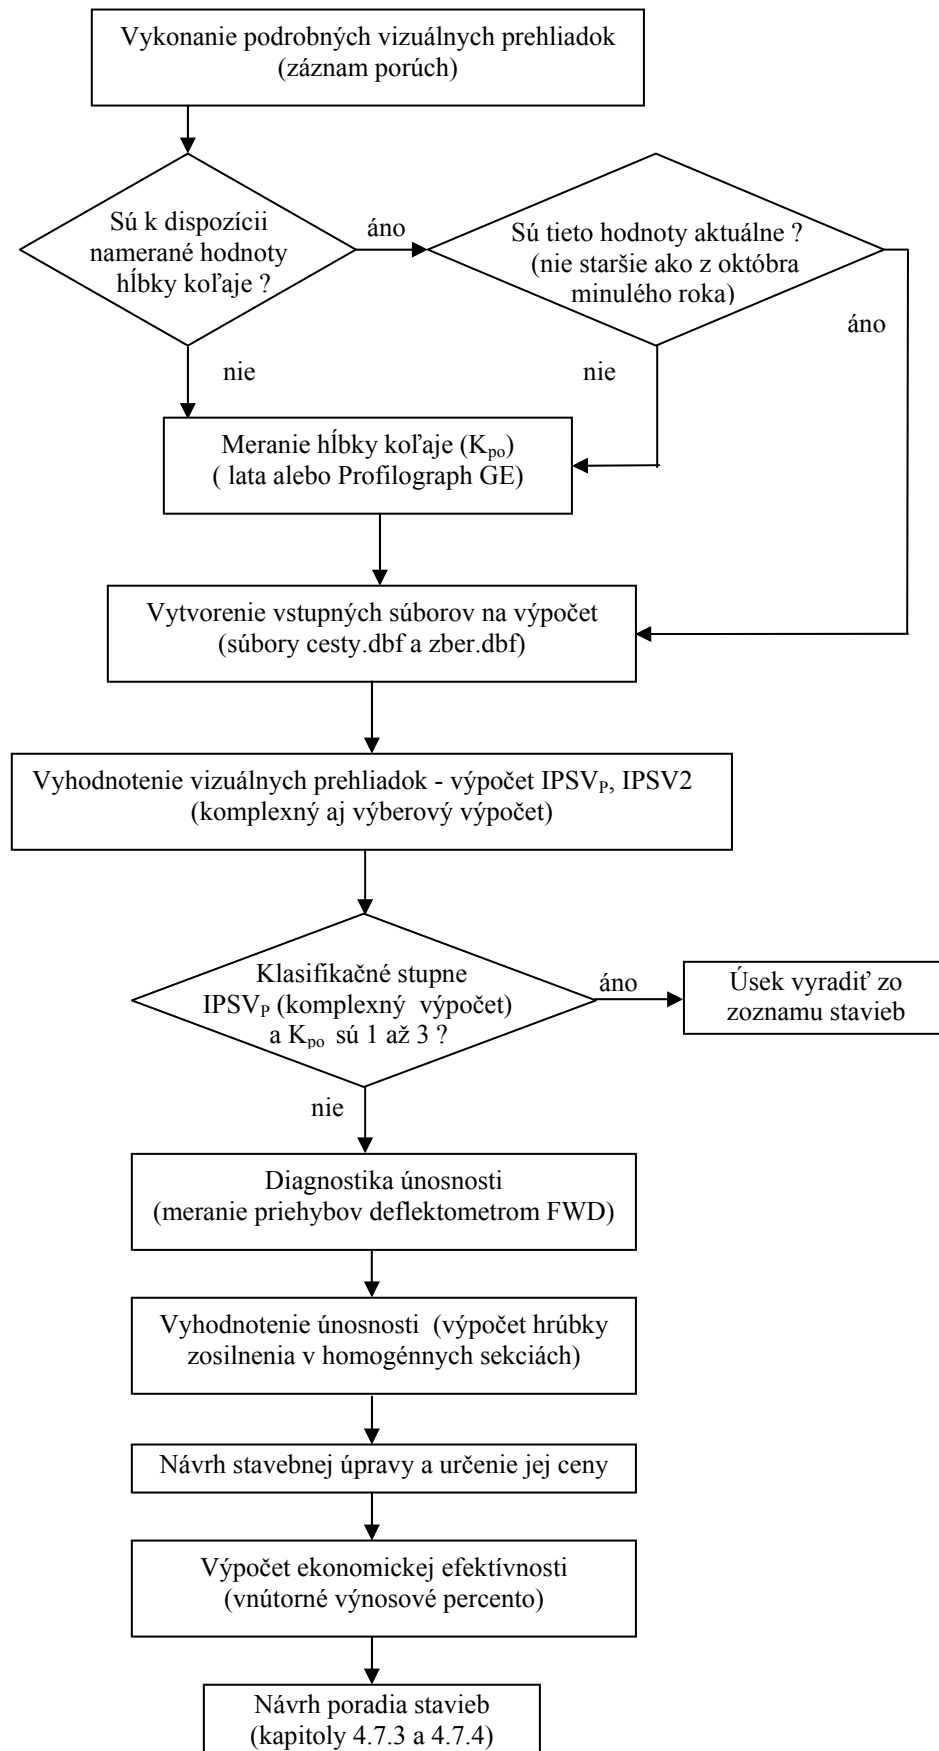 Vykonanie podrobných vizuálnych prehliadok
(záznam porúch)
Sú k dispozícii
namerané hodnoty
hĺbky koľaje ?
áno
Sú tieto hodnoty aktuálne ?
(nie staršie ako z októbra
minulého roka)
áno
nie
nie
Meranie hĺbky koľaje (Kpo)
( lata alebo Profilograph GE)
Vytvorenie vstupných súborov na výpočet
(súbory cesty.dbf a zber.dbf)
Vyhodnotenie vizuálnych prehliadok - výpočet IPSVP, IPSV2
(komplexný aj výberový výpočet)
Klasifikačné stupne
IPSVP (komplexný výpočet)
a Kpo sú 1 až 3 ?
áno
Úsek vyradiť zo
zoznamu stavieb
nie
Diagnostika únosnosti
(meranie priehybov deflektometrom FWD)
Vyhodnotenie únosnosti (výpočet hrúbky
zosilnenia v homogénnych sekciách)
Návrh stavebnej úpravy a určenie jej ceny
Výpočet ekonomickej efektívnosti
(vnútorné výnosové percento)
Návrh poradia stavieb
(kapitoly 4.7.3 a 4.7.4)